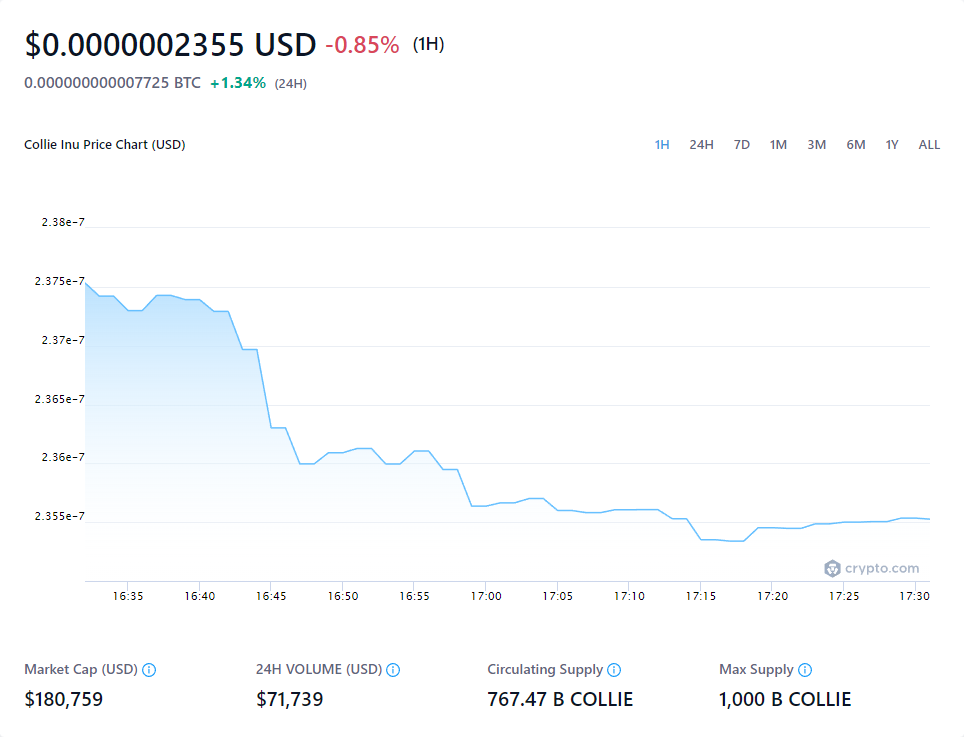 $0.0000002355 USD -0.85% (1H)
0.000000000007725 BTC +1.34% (24H)
Collie Inu Price Chart (USD) 1H 24H 7D 1M 3M 6M 1Y ALL
2.38e-7
2.375e-7
2.37e-7
2.365e-7
2.36e-7
2.355e-7
crypto.com
16:35 16:40 16:45 16:50 16:55 17:00 17:05 17:10 17:15 17:20 17:25 17:30
Market Cap (USD) 24H VOLUME (USD) Circulating Supply Max Supply
$180,759 $71,739 767.47 B COLLIE 1,000 B COLLIE